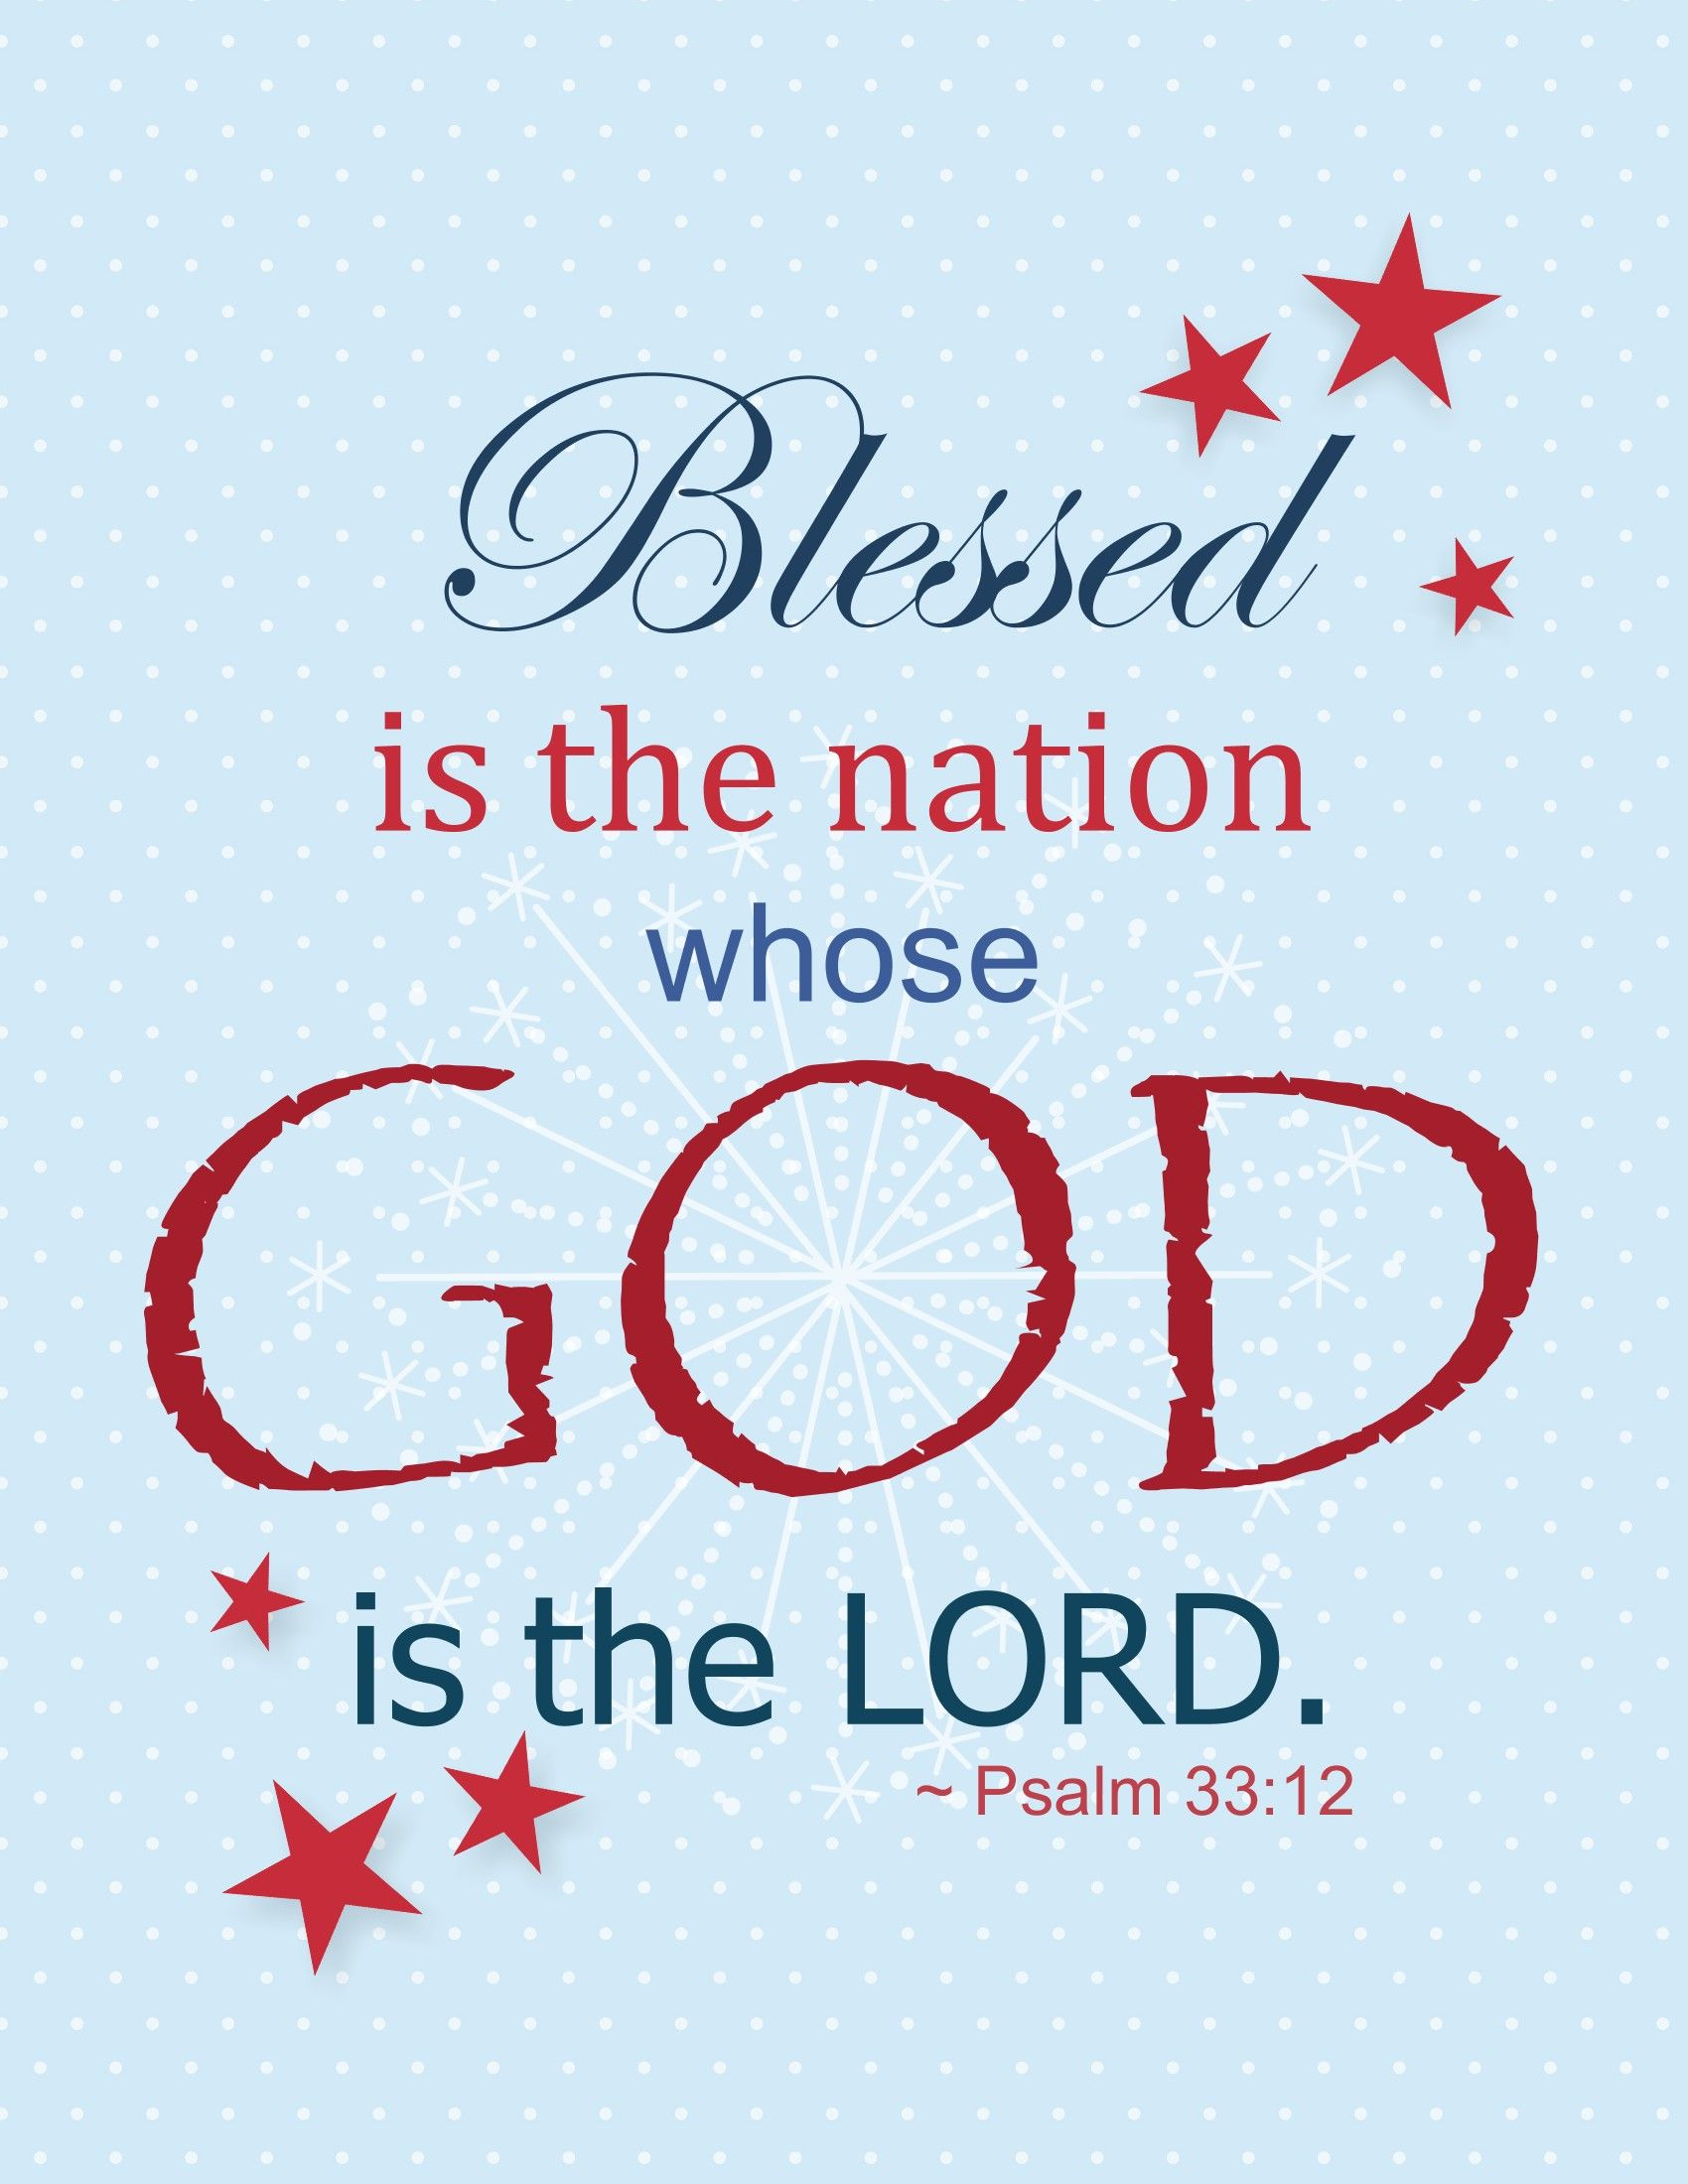 Blessed
is the nation
whose
GOD
is the LORD.
~ Psalm 33:12